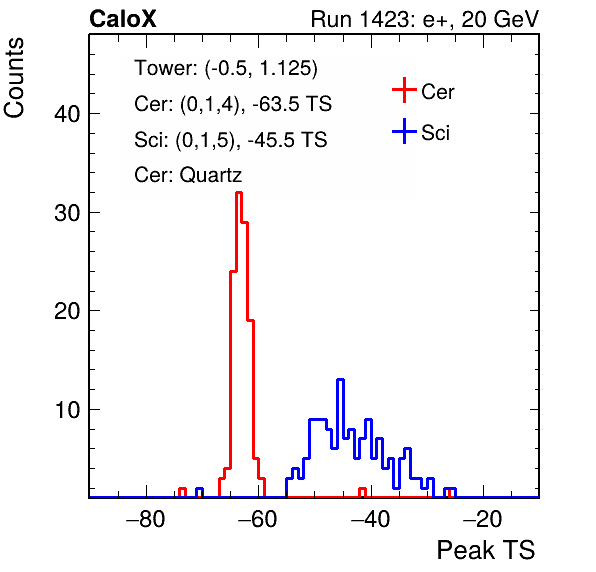 CaloX Run 1423: e+, 20 GeV
Counts
Tower: (-0.5, 1.125)
Cer: (0,1,4), -63.5 TS
Sci: (0,1,5), -45.5 TS
Cer: Quartz
Cer
Sci
40
30
20
10
−80 −60 −40 −20
Peak TS